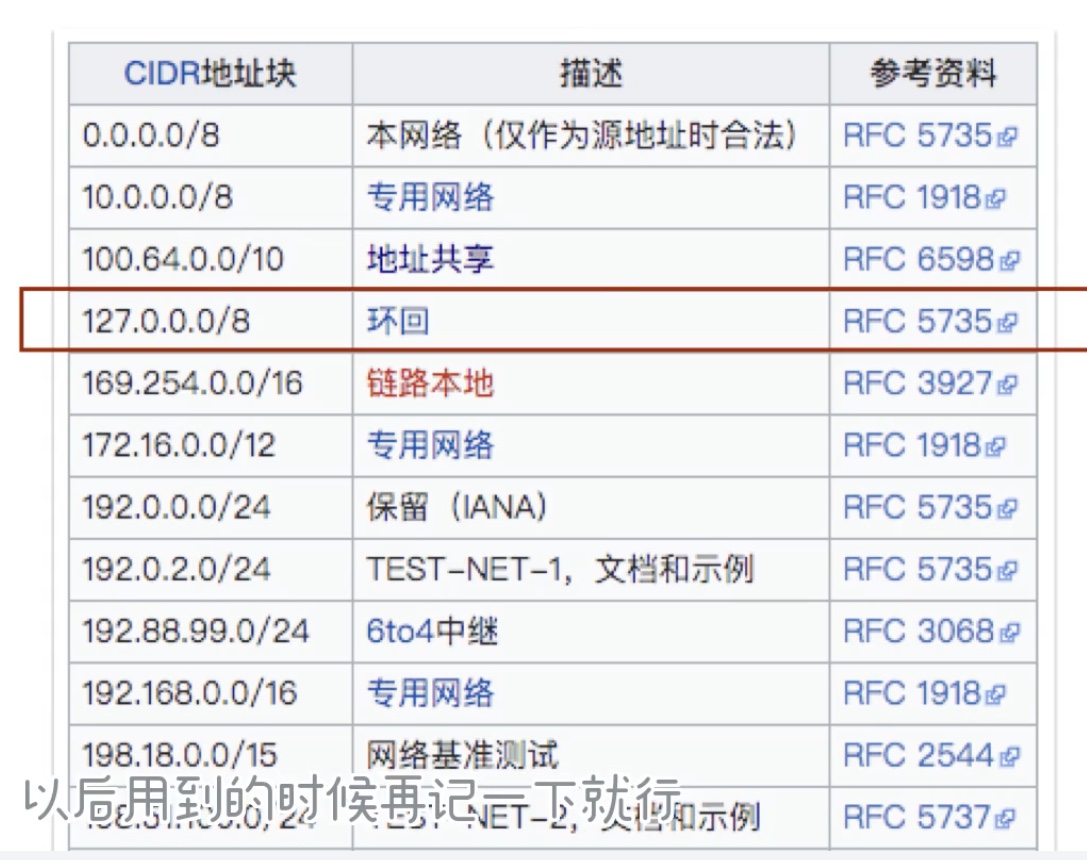 CIDR地址块 描述 参考资料
0.0.0.0/8 本网络（仅作为源地址时合法） RFC 5735
10.0.0.0/8 专用网络 RFC 1918
100.64.0.0/10 地址共享 RFC 6598
127.0.0.0/8 环回 RFC 5735
169.254.0.0/16 链路本地 RFC 3927
172.16.0.0/12 专用网络 RFC 1918
192.0.0.0/24 保留（IANA） RFC 5735
192.0.2.0/24 TEST-NET-1，文档和示例 RFC 5735
192.88.99.0/24 6to4中继 RFC 3068
192.168.0.0/16 专用网络 RFC 1918
198.18.0.0/15 网络基准测试 RFC 2544
以后用到的时候再记一下就行
TEST-NET-2，文档和示例 RFC 5737